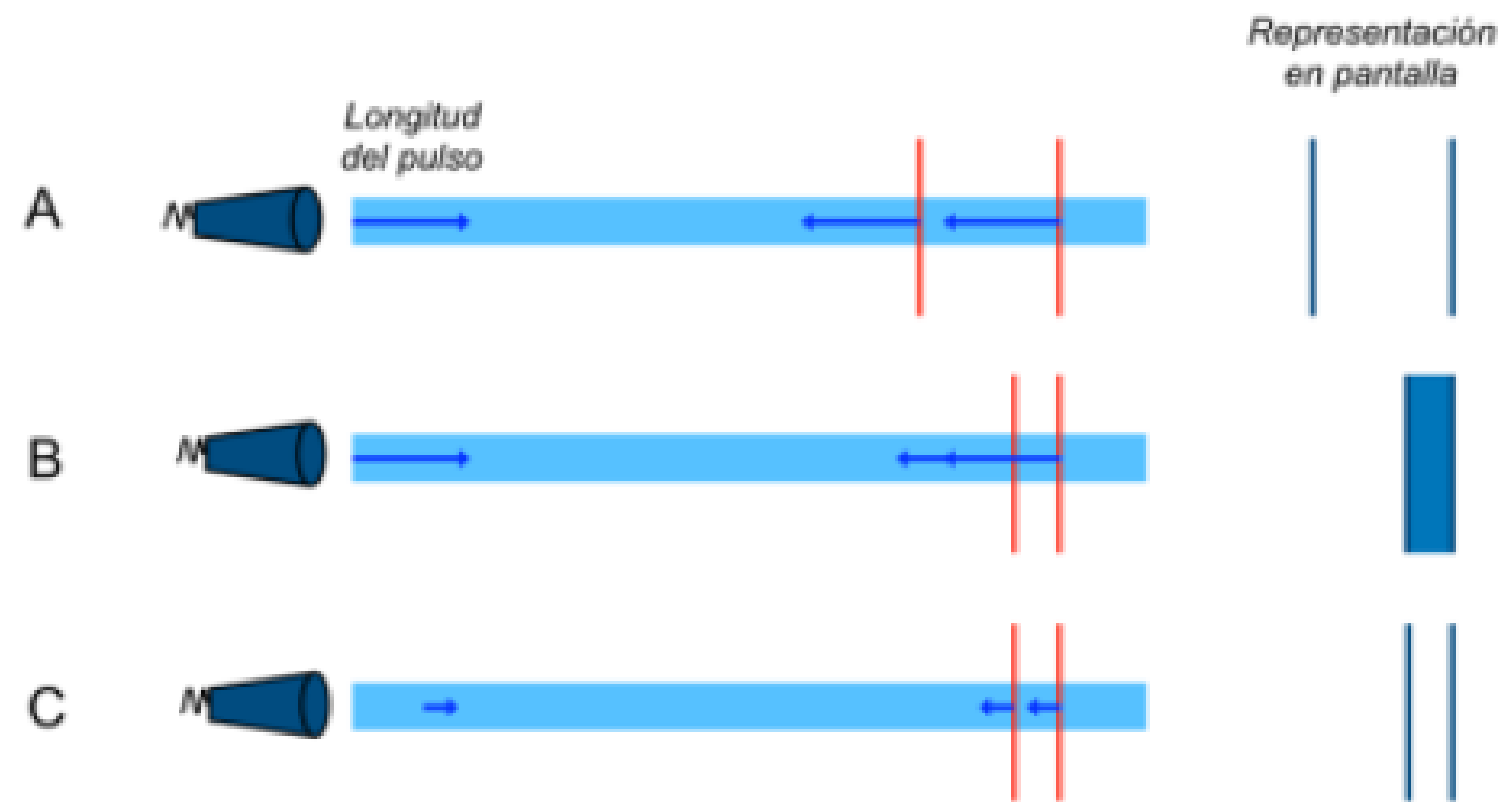 Representación
en pantalla
Longitud
del pulso
A
B
C